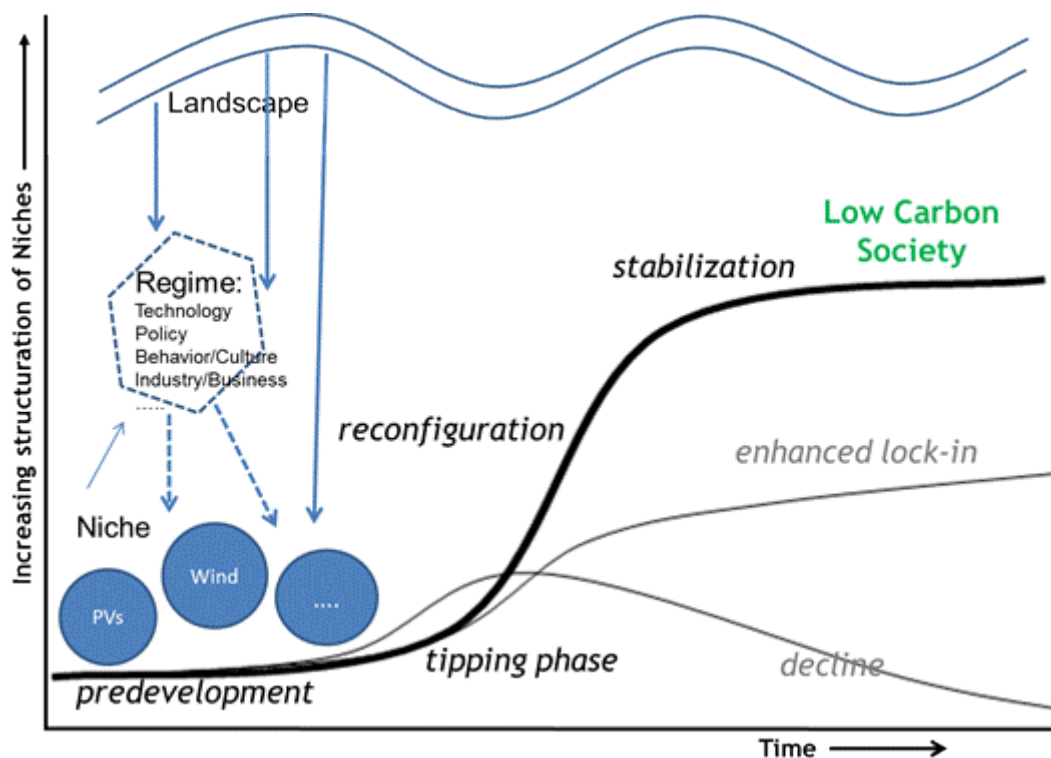 Increasing structuration of Niches
Landscape
Regime:
Technology
Policy
Behavior/Culture
Industry/Business
Niche
PVs
Wind
....
predevelopment
tipping phase
reconfiguration
stabilization
Low Carbon
Society
enhanced lock-in
decline
Time